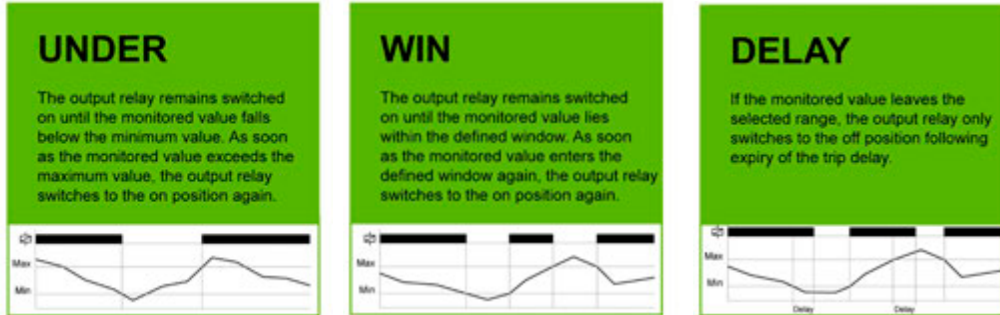 UNDER
The output relay remains switched
on until the monitored value falls
below the minimum value. As soon
as the monitored value exceeds the
maximum value, the output relay
switches to the on position again.
Max
Min
WIN
The output relay remains switched
on until the monitored value lies
within the defined window. As soon
as the monitored value enters the
defined window again, the output relay
switches to the on position again.
Max
Min
DELAY
If the monitored value leaves the
selected range, the output relay only
switches to the off position following
expiry of the trip delay.
Max
Min
Delay
Delay